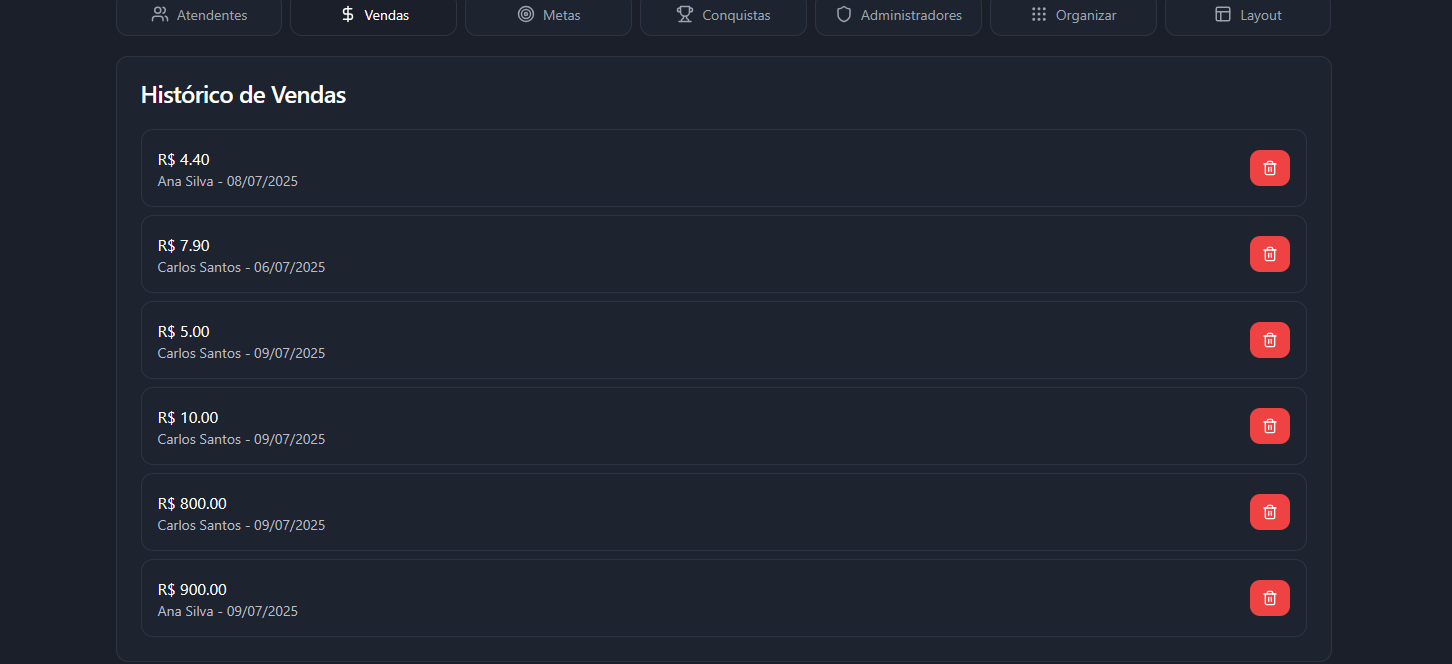 Atendentes Vendas Metas Conquistas Administradores Organizar Layout
Histórico de Vendas
R$ 4.40
Ana Silva - 08/07/2025
R$ 7.90
Carlos Santos - 06/07/2025
R$ 5.00
Carlos Santos - 09/07/2025
R$ 10.00
Carlos Santos - 09/07/2025
R$ 800.00
Carlos Santos - 09/07/2025
R$ 900.00
Ana Silva - 09/07/2025